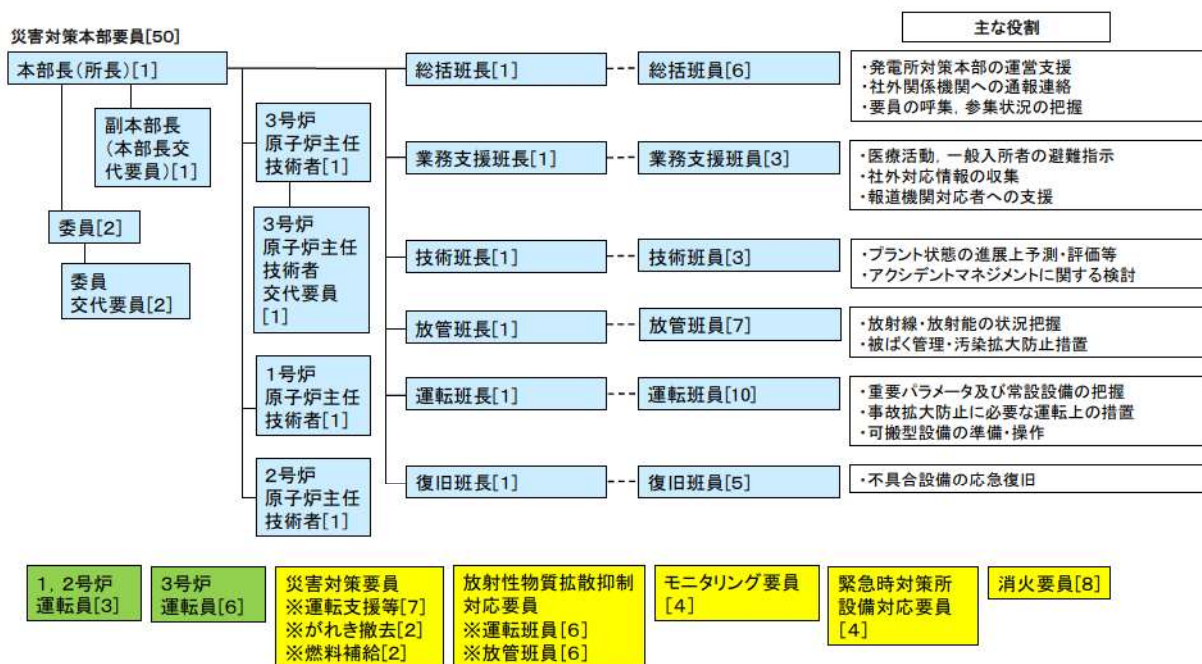 災害対策本部要員[50]
本部長(所長)[1]
副本部長
(本部長交
代要員)[1]
委員[2]
委員
交代要員[2]
3号炉
原子炉主任
技術者[1]
3号炉
原子炉主任
技術者
交代要員
[1]
1号炉
原子炉主任
技術者[1]
2号炉
原子炉主任
技術者[1]
主な役割
総括班長[1]
総括班員[6]
・発電所対策本部の運営支援
・社外関係機関への通報連絡
・要員の呼集,参集状況の把握
業務支援班長[1]
業務支援班員[3]
・医療活動,一般入所者の避難指示
・社外対応情報の収集
・報道機関対応者への支援
技術班長[1]
技術班員[3]
・プラント状態の進展上予測・評価等
・アクシデントマネジメントに関する検討
放管班長[1]
放管班員[7]
・放射線・放射能の状況把握
・被ばく管理・汚染拡大防止措置
運転班長[1]
運転班員[10]
・重要パラメータ及び常設設備の把握
・事故拡大防止に必要な運転上の措置
・可搬型設備の準備・操作
復旧班長[1]
復旧班員[5]
・不具合設備の応急復旧
1,2号炉
運転員[3]
3号炉
運転員[6]
災害対策要員
※運転支援等[7]
※がれき撤去[2]
※燃料補給[2]
放射性物質拡散抑制
対応要員
※運転班員[6]
※放管班員[6]
モニタリング要員
[4]
緊急時対策所
設備対応要員
[4]
消火要員[8]